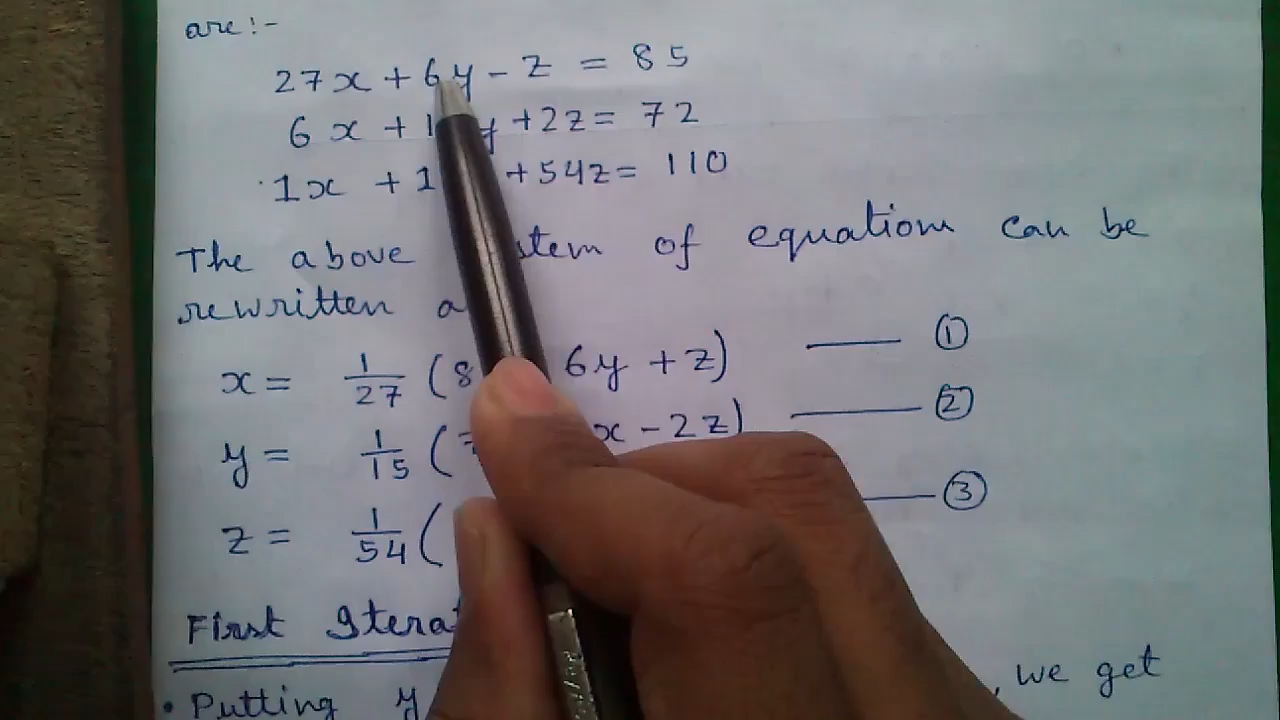 are:-
27x + 6y - z = 85
6x + 1 y + 2z = 72
1x + 1 + 54z = 110
The above stem of equation can be
rewritten a
x = 1/27 (8 6y + z) ①
y = 1/15 ( x - 2z) ②
z = 1/54 ( ③
First Iterat
• Putting y , we get